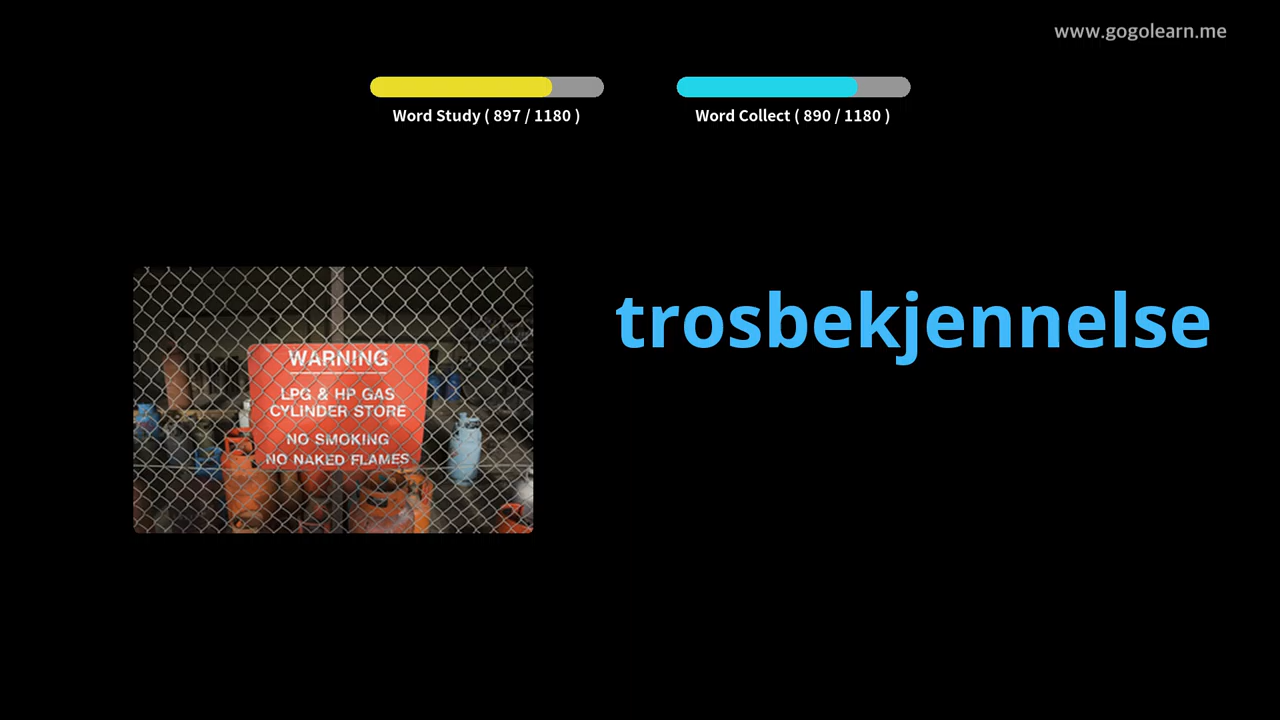 www.gogolearn.me
Word Study ( 897 / 1180 )
Word Collect ( 890 / 1180 )
trosbekjennelse
WARNING
LPG & HP GAS
CYLINDER STORE
NO SMOKING
NO NAKED FLAMES